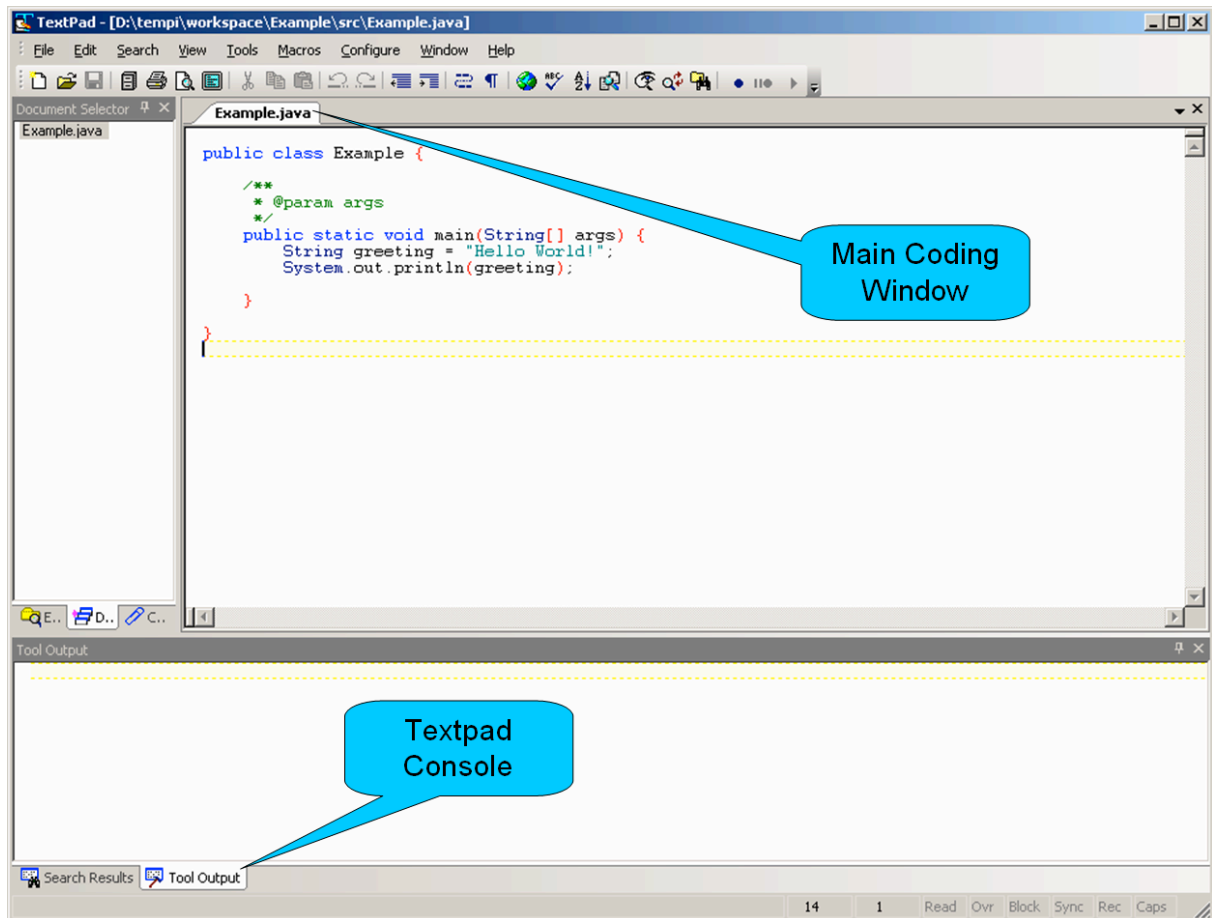 TextPad - [D:\tempi\workspace\Example\src\Example.java]
File Edit Search View Tools Macros Configure Window Help
Document Selector
Example.java
Example.java
public class Example {
/**
* @param args
*/
public static void main(String[] args) {
String greeting = "Hello World!";
System.out.println(greeting);
}
}
Main Coding
Window
E.. D.. C..
Tool Output
Textpad
Console
Search Results Tool Output
14 1 Read Ovr Block Sync Rec Caps